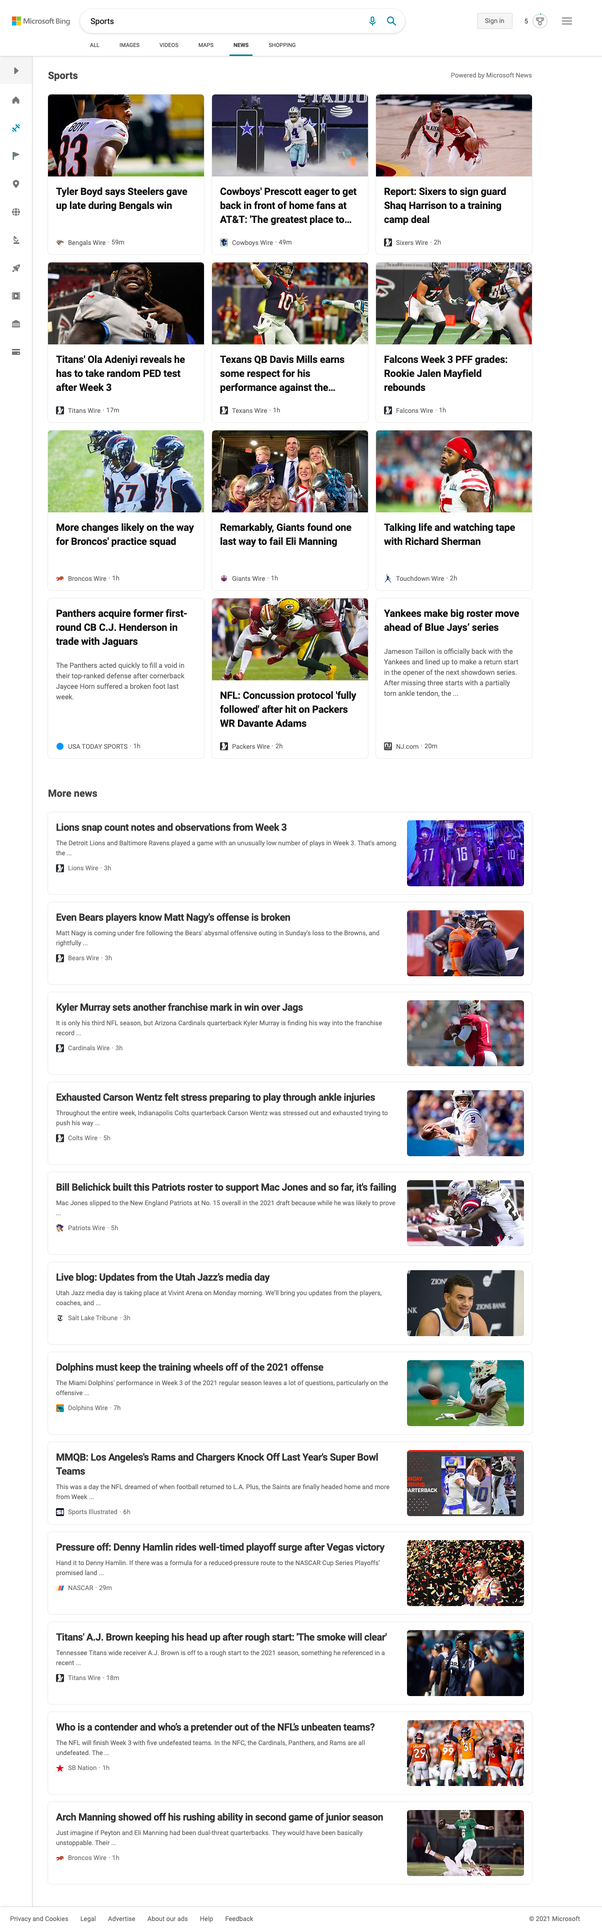 Microsoft Bing
Sports
Sign in
5
ALL
IMAGES
VIDEOS
MAPS
NEWS
SHOPPING
Sports
Powered by Microsoft News
Tyler Boyd says Steelers gave
up late during Bengals win
Bengals Wire · 59m
Cowboys' Prescott eager to get
back in front of home fans at
AT&T: 'The greatest place to...
Cowboys Wire · 49m
Report: Sixers to sign guard
Shaq Harrison to a training
camp deal
Sixers Wire · 2h
Titans' Ola Adeniyi reveals he
has to take random PED test
after Week 3
Titans Wire · 17m
Texans QB Davis Mills earns
some respect for his
performance against the...
Texans Wire · 1h
Falcons Week 3 PFF grades:
Rookie Jalen Mayfield
rebounds
Falcons Wire · 1h
More changes likely on the way
for Broncos' practice squad
Broncos Wire · 1h
Remarkably, Giants found one
last way to fail Eli Manning
Giants Wire · 1h
Talking life and watching tape
with Richard Sherman
Touchdown Wire · 2h
Panthers acquire former first-
round CB C.J. Henderson in
trade with Jaguars
The Panthers acted quickly to fill a void in
their top-ranked defense after cornerback
Jaycee Horn suffered a broken foot last
week.
USA TODAY SPORTS · 1h
NFL: Concussion protocol 'fully
followed' after hit on Packers
WR Davante Adams
Packers Wire · 2h
Yankees make big roster move
ahead of Blue Jays' series
Jameson Taillon is officially back with the
Yankees and lined up to make a return start
in the opener of the next showdown series.
After missing three starts with a partially
torn ankle tendon, the ...
NJ.com · 20m
More news
Lions snap count notes and observations from Week 3
The Detroit Lions and Baltimore Ravens played a game with an unusually low number of plays in Week 3. That's among
the ...
Lions Wire · 3h
Even Bears players know Matt Nagy's offense is broken
Matt Nagy is coming under fire following the Bears' abysmal offensive outing in Sunday's loss to the Browns, and
rightfully ...
Bears Wire · 3h
Kyler Murray sets another franchise mark in win over Jags
It is only his third NFL season, but Arizona Cardinals quarterback Kyler Murray is finding his way into the franchise
record ...
Cardinals Wire · 3h
Exhausted Carson Wentz felt stress preparing to play through ankle injuries
Throughout the entire week, Indianapolis Colts quarterback Carson Wentz was stressed out and exhausted trying to
push his way ...
Colts Wire · 5h
Bill Belichick built this Patriots roster to support Mac Jones and so far, it's failing
Mac Jones slipped to the New England Patriots at No. 15 overall in the 2021 draft because while he was likely to prove
...
Patriots Wire · 5h
Live blog: Updates from the Utah Jazz's media day
Utah Jazz media day is taking place at Vivint Arena on Monday morning. We'll bring you updates from the players,
coaches, and ...
Salt Lake Tribune · 3h
Dolphins must keep the training wheels off of the 2021 offense
The Miami Dolphins' performance in Week 3 of the 2021 regular season leaves a lot of questions, particularly on the
offensive ...
Dolphins Wire · 7h
MMQB: Los Angeles's Rams and Chargers Knock Off Last Year's Super Bowl
Teams
This was a day the NFL dreamed of when football returned to L.A. Plus, the Saints are finally headed home and more
from Week ...
Sports Illustrated · 6h
Pressure off: Denny Hamlin rides well-timed playoff surge after Vegas victory
Hand it to Denny Hamlin. If there was a formula for a reduced-pressure route to the NASCAR Cup Series Playoffs'
promised land ...
NASCAR · 29m
Titans' A.J. Brown keeping his head up after rough start: 'The smoke will clear'
Tennessee Titans wide receiver A.J. Brown is off to a rough start to the 2021 season, something he referenced in a
recent ...
Titans Wire · 18m
Who is a contender and who's a pretender out of the NFL's unbeaten teams?
The NFL will finish Week 3 with five undefeated teams. In the NFC, the Cardinals, Panthers, and Rams are all
undefeated. The ...
SB Nation · 1h
Arch Manning showed off his rushing ability in second game of junior season
Just imagine if Peyton and Eli Manning had been dual-threat quarterbacks. They would have been basically
unstoppable. Their ...
Broncos Wire · 1h
Privacy and Cookies
Legal
Advertise
About our ads
Help
Feedback
© 2021 Microsoft